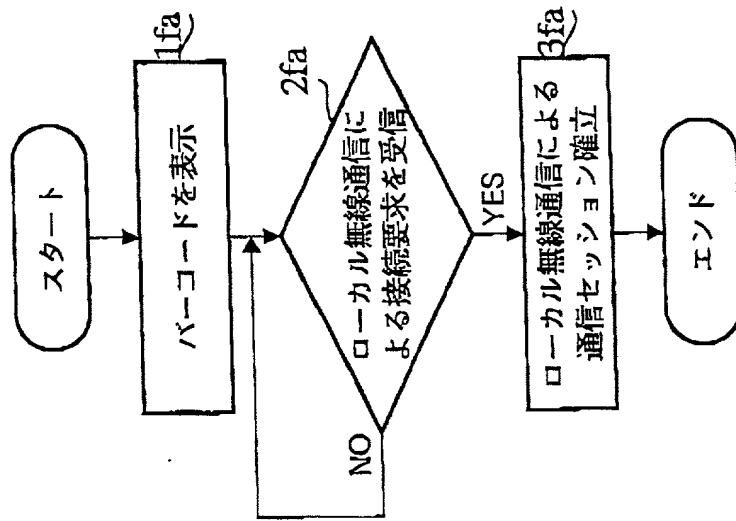 スタート
1fa
バーコードを表示
2fa
ローカル無線通信に
よる接続要求を受信
NO
YES
3fa
ローカル無線通信による
通信セッション確立
エンド